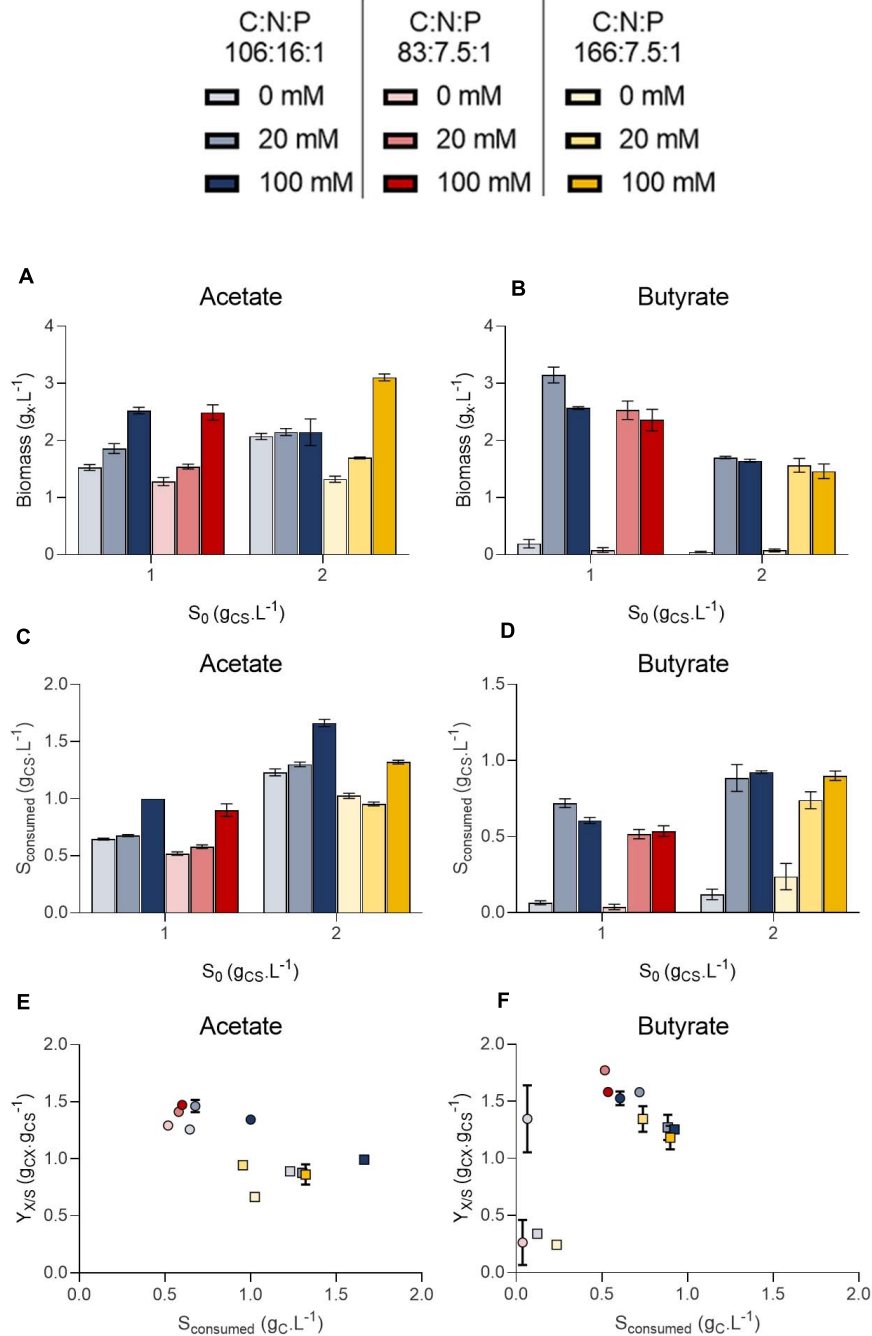 C:N:P C:N:P C:N:P
106:16:1 83:7.5:1 166:7.5:1
0 mM 0 mM 0 mM
20 mM 20 mM 20 mM
100 mM 100 mM 100 mM
A
Acetate
Biomass (gx.L-1)
4
3
2
1
0
1 2
S0 (gCS.L-1)
B
Butyrate
Biomass (gx.L-1)
4
3
2
1
0
1 2
S0 (gCS.L-1)
C
Acetate
Sconsumed (gCS.L-1)
2.0
1.5
1.0
0.5
0.0
1 2
S0 (gCS.L-1)
D
Butyrate
Sconsumed (gCS.L-1)
1.5
1.0
0.5
0.0
1 2
S0 (gCS.L-1)
E
Acetate
YX/S (gCX.gCS-1)
2.0
1.5
1.0
0.5
0.0
0.0 0.5 1.0 1.5 2.0
Sconsumed (gC.L-1)
F
Butyrate
YX/S (gCX.gCS-1)
2.0
1.5
1.0
0.5
0.0
0.0 0.5 1.0 1.5 2.0
Sconsumed (gC.L-1)